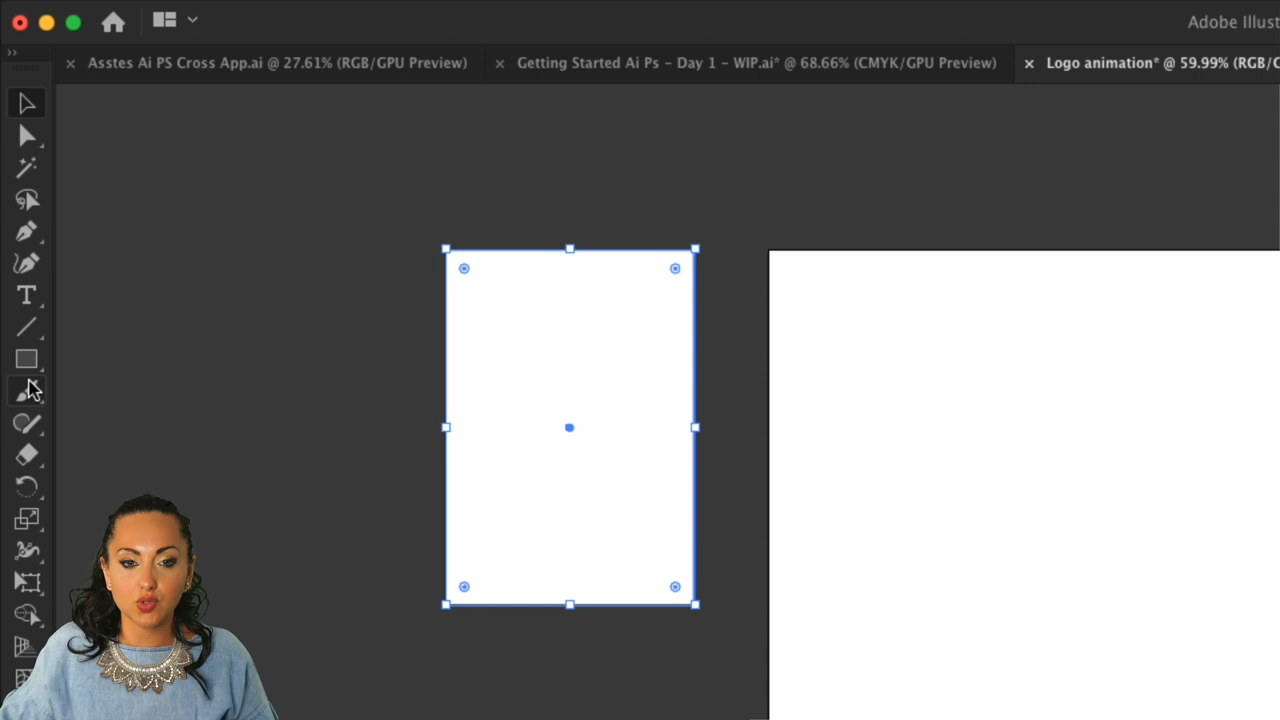 Adobe Illust
Asstes Ai PS Cross App.ai @ 27.61% (RGB/GPU Preview)
Getting Started Ai Ps - Day 1 - WIP.ai* @ 68.66% (CMYK/GPU Preview)
Logo animation* @ 59.99% (RGB/